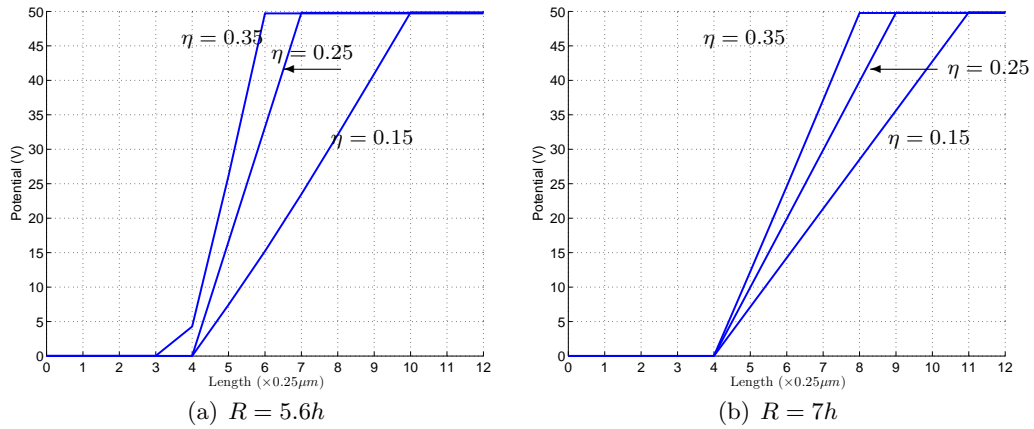 50
45
40
35
30
25
20
15
10
5
0
Potential (V)
η = 0.35
η = 0.25
η = 0.15
0 1 2 3 4 5 6 7 8 9 10 11 12
Length (×0.25μm)
(a) R = 5.6h
50
45
40
35
30
25
20
15
10
5
0
Potential (V)
η = 0.35
η = 0.25
η = 0.15
0 1 2 3 4 5 6 7 8 9 10 11 12
Length (×0.25μm)
(b) R = 7h